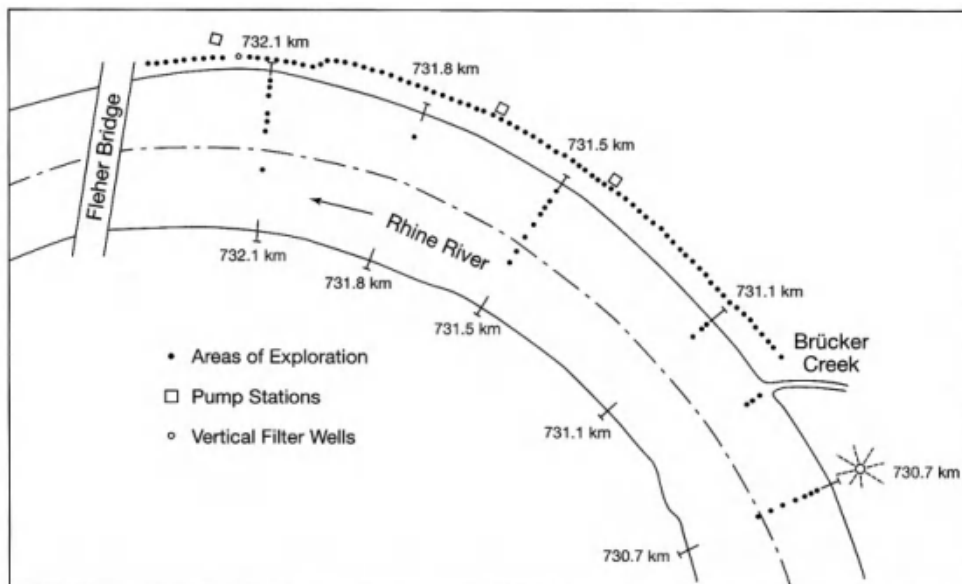 732.1 km
731.8 km
731.5 km
731.1 km
Brücker
Creek
730.7 km
Fleher Bridge
Rhine River
732.1 km
731.8 km
731.5 km
731.1 km
730.7 km
Areas of Exploration
Pump Stations
Vertical Filter Wells